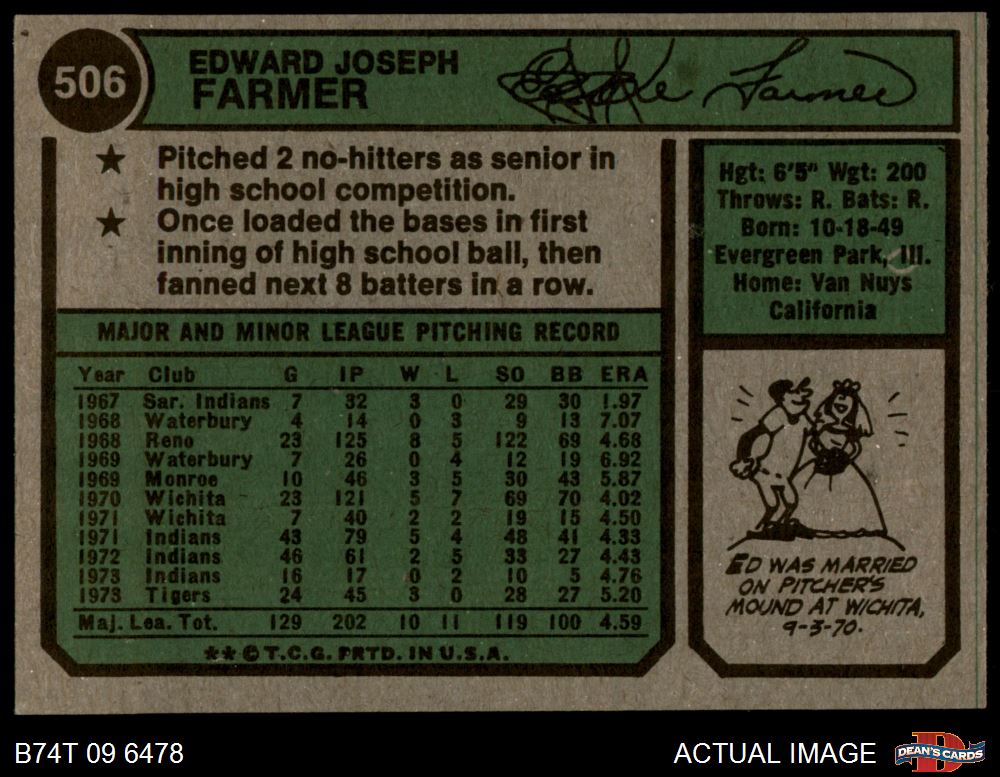 506
EDWARD JOSEPH
FARMER
Farmer
★ Pitched 2 no-hitters as senior in
high school competition.
★ Once loaded the bases in first
inning of high school ball, then
fanned next 8 batters in a row.
Hgt: 6'5" Wgt: 200
Throws: R. Bats: R.
Born: 10-18-49
Evergreen Park, Ill.
Home: Van Nuys
California
MAJOR AND MINOR LEAGUE PITCHING RECORD
Year Club G IP W L SO BB ERA
1967 Sar. Indians 7 32 3 0 29 30 1.97
1968 Waterbury 4 14 0 3 9 13 7.07
1968 Reno 23 125 8 5 122 69 4.68
1969 Waterbury 7 26 0 4 12 19 6.92
1969 Monroe 10 46 3 5 30 43 5.87
1970 Wichita 23 121 5 7 69 70 4.02
1971 Wichita 7 40 2 2 19 15 4.50
1971 Indians 43 79 5 4 48 41 4.33
1972 Indians 46 61 2 5 33 27 4.43
1973 Indians 16 17 0 2 10 5 4.76
1973 Tigers 24 45 3 0 28 27 5.20
Maj. Lea. Tot. 129 202 10 11 119 100 4.59
** © T.C.G. PRTD. IN U.S.A.
ED WAS MARRIED
ON PITCHER'S
MOUND AT WICHITA,
9-3-70.
B74T 09 6478
ACTUAL IMAGE
D
DEAN'S CARDS